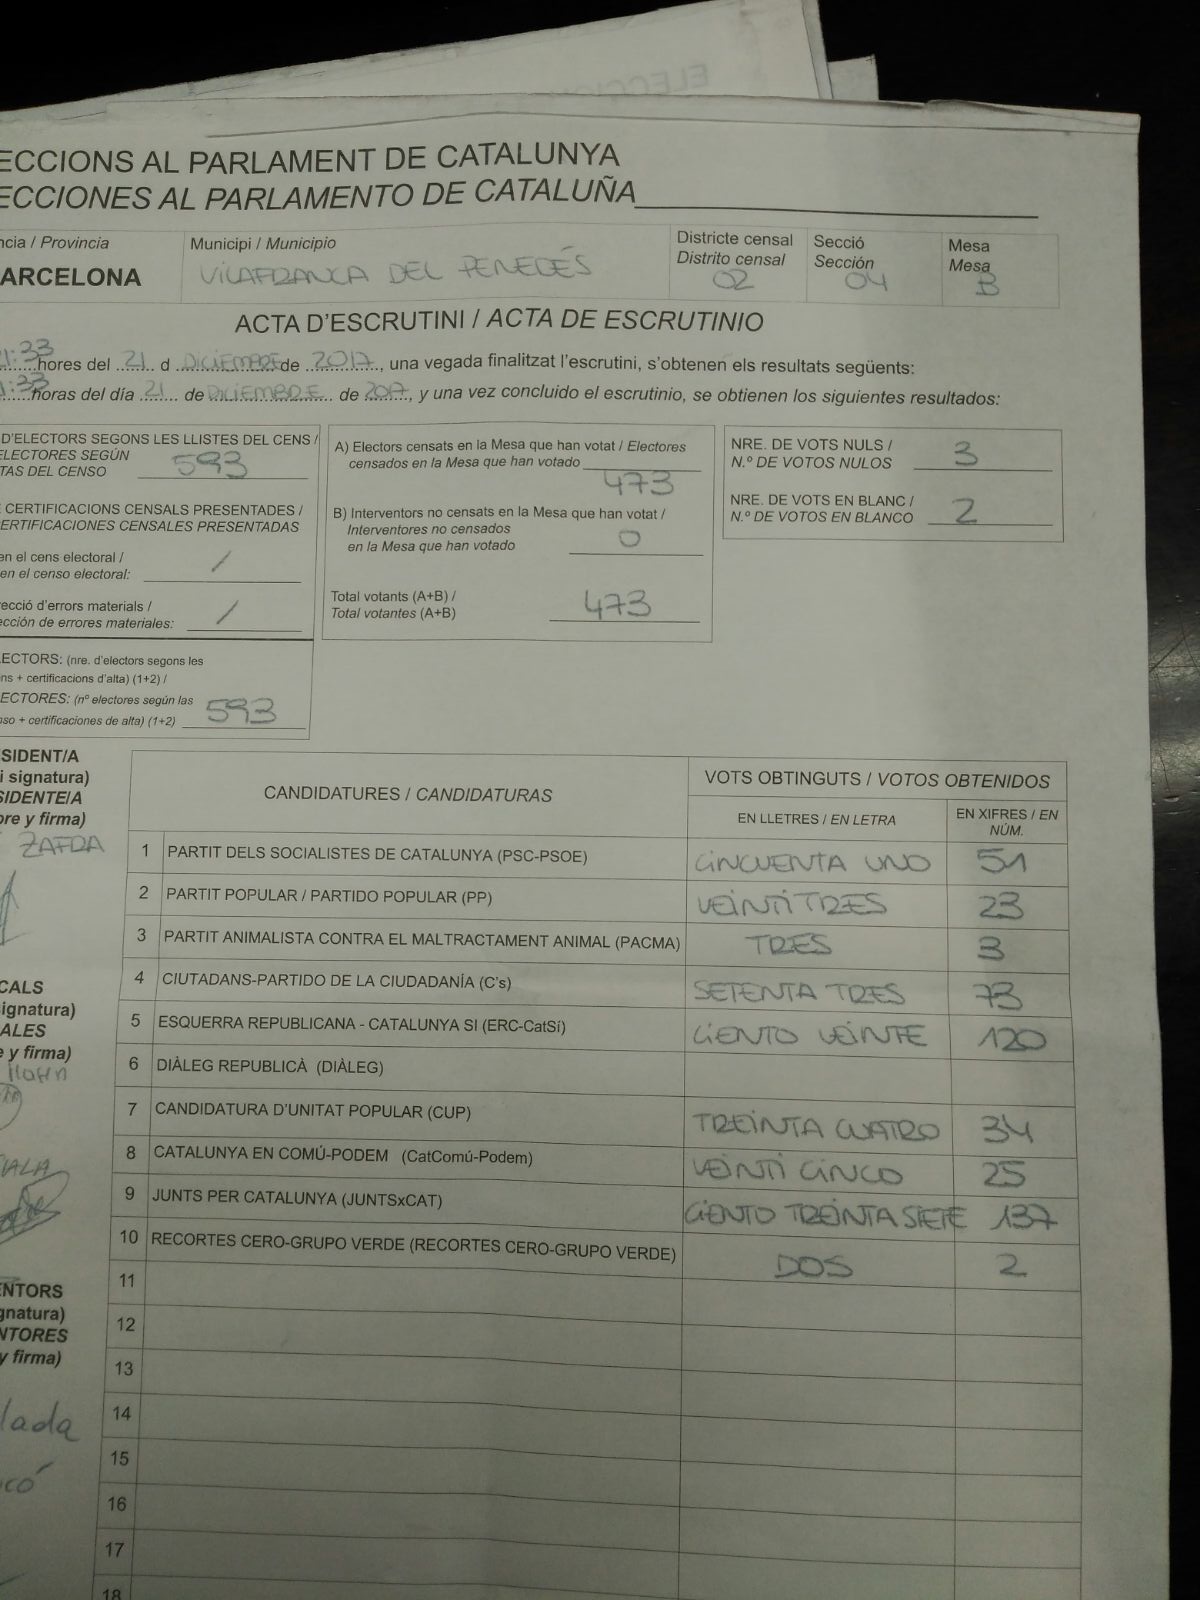 ECCIONS AL PARLAMENT DE CATALUNYA
ECCIONES AL PARLAMENTO DE CATALUÑA
ncia / Provincia
ARCELONA
Municipi / Municipio
VILAFRANCA DEL PENEDÉS
Districte censal
Distrito censal
02
Secció
Sección
04
Mesa
Mesa
B
ACTA D'ESCRUTINI / ACTA DE ESCRUTINIO
1:33 hores del 21 d DICIEMBRE de 2017, una vegada finalitzat l'escrutini, s'obtenen els resultats següents:
1:33 horas del día 21 de DICIEMBRE de 2017, y una vez concluido el escrutinio, se obtienen los siguientes resultados:
D'ELECTORS SEGONS LES LLISTES DEL CENS /
ELECTORES SEGÚN
TAS DEL CENSO 593
CERTIFICACIONS CENSALS PRESENTADES /
ERTIFICACIONES CENSALES PRESENTADAS
en el cens electoral /
en el censo electoral: /
ecció d'errors materials /
cción de errores materiales: /
ECTORS: (nre. d'electors segons les
ns + certificacions d'alta) (1+2) /
ECTORES: (nº electores según las
nso + certificaciones de alta) (1+2) 593
A) Electors censats en la Mesa que han votat / Electores
censados en la Mesa que han votado
473
B) Interventors no censats en la Mesa que han votat /
Interventores no censados
en la Mesa que han votado 0
Total votants (A+B) /
Total votantes (A+B) 473
NRE. DE VOTS NULS /
N.º DE VOTOS NULOS 3
NRE. DE VOTS EN BLANC /
N.º DE VOTOS EN BLANCO 2
SIDENT/A
i signatura)
SIDENTE/A
bre y firma)
ZAFRA
CALS
signatura)
ALES
e y firma)
ENTORS
gnatura)
NTORES
y firma)
lada
icó
CANDIDATURES / CANDIDATURAS
VOTS OBTINGUTS / VOTOS OBTENIDOS
EN LLETRES / EN LETRA
EN XIFRES / EN
NÚM.
1 PARTIT DELS SOCIALISTES DE CATALUNYA (PSC-PSOE) CINCUENTA UNO 51
2 PARTIT POPULAR / PARTIDO POPULAR (PP) VEINTITRES 23
3 PARTIT ANIMALISTA CONTRA EL MALTRACTAMENT ANIMAL (PACMA) TRES 3
4 CIUTADANS-PARTIDO DE LA CIUDADANÍA (C's) SETENTA TRES 73
5 ESQUERRA REPUBLICANA - CATALUNYA SI (ERC-CatSí) CIENTO VEINTE 120
6 DIÀLEG REPUBLICÀ (DIÀLEG)
7 CANDIDATURA D'UNITAT POPULAR (CUP) TREINTA CUATRO 34
8 CATALUNYA EN COMÚ-PODEM (CatComú-Podem) VEINTI CINCO 25
9 JUNTS PER CATALUNYA (JUNTSxCAT) CIENTO TREINTA SIETE 137
10 RECORTES CERO-GRUPO VERDE (RECORTES CERO-GRUPO VERDE) DOS 2
11
12
13
14
15
16
17
18